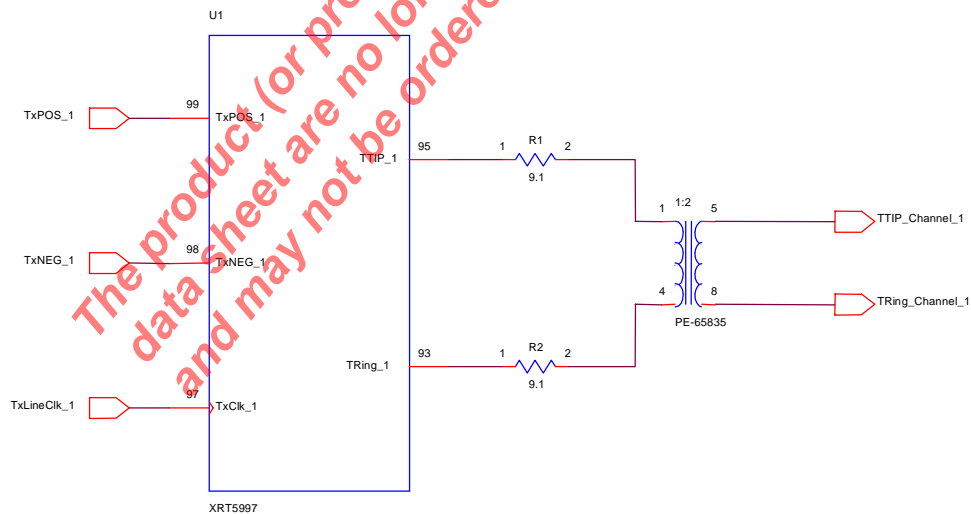 U1
TxPOS_1
99
TxPOS_1
TTIP_1
95
1
R1
2
9.1
1:2
1
5
TTIP_Channel_1
TxNEG_1
98
TxNEG_1
4
8
TRing_Channel_1
PE-65835
TRing_1
93
1
R2
2
9.1
TxLineClk_1
97
TxClk_1
XRT5997
The product (or pro
data sheet are no lon
and may not be ordere